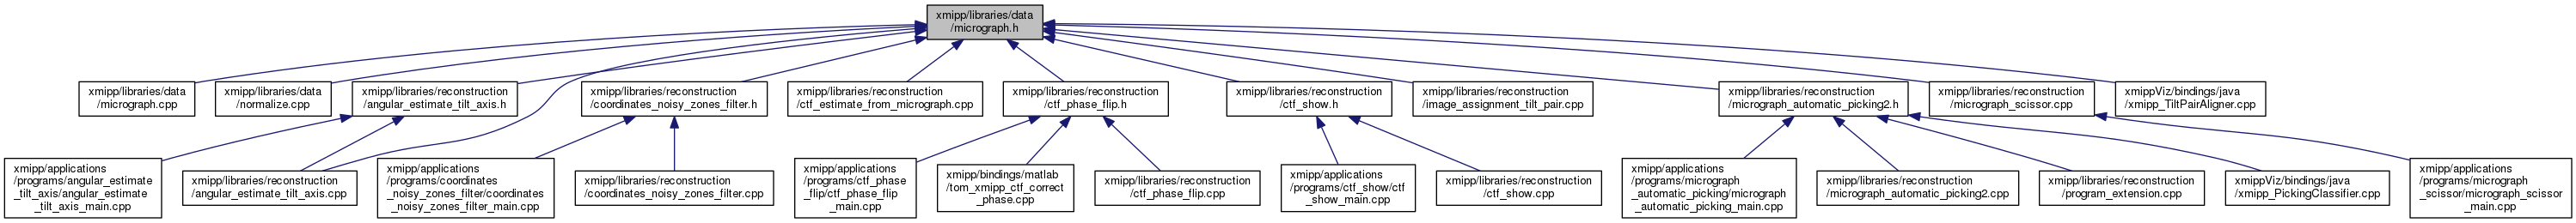 xmipp/libraries/data
/micrograph.h
xmipp/libraries/data
/micrograph.cpp
xmipp/libraries/data
/normalize.cpp
xmipp/libraries/reconstruction
/angular_estimate_tilt_axis.h
xmipp/libraries/reconstruction
/coordinates_noisy_zones_filter.h
xmipp/libraries/reconstruction
/ctf_estimate_from_micrograph.cpp
xmipp/libraries/reconstruction
/ctf_phase_flip.h
xmipp/libraries/reconstruction
/ctf_show.h
xmipp/libraries/reconstruction
/image_assignment_tilt_pair.cpp
xmipp/libraries/reconstruction
/micrograph_automatic_picking2.h
xmipp/libraries/reconstruction
/micrograph_scissor.cpp
xmippViz/bindings/java
/xmipp_TiltPairAligner.cpp
xmipp/applications
/programs/angular_estimate
_tilt_axis/angular_estimate
_tilt_axis_main.cpp
xmipp/libraries/reconstruction
/angular_estimate_tilt_axis.cpp
xmipp/applications
/programs/coordinates
_noisy_zones_filter/coordinates
_noisy_zones_filter_main.cpp
xmipp/libraries/reconstruction
/coordinates_noisy_zones_filter.cpp
xmipp/applications
/programs/ctf_phase
_flip/ctf_phase_flip
_main.cpp
xmipp/bindings/matlab
/tom_xmipp_ctf_correct
_phase.cpp
xmipp/libraries/reconstruction
/ctf_phase_flip.cpp
xmipp/applications
/programs/ctf_show/ctf
_show_main.cpp
xmipp/libraries/reconstruction
/ctf_show.cpp
xmipp/applications
/programs/micrograph
_automatic_picking/micrograph
_automatic_picking_main.cpp
xmipp/libraries/reconstruction
/micrograph_automatic_picking2.cpp
xmipp/libraries/reconstruction
/program_extension.cpp
xmippViz/bindings/java
/xmipp_PickingClassifier.cpp
xmipp/applications
/programs/micrograph
_scissor/micrograph_scissor
_main.cpp